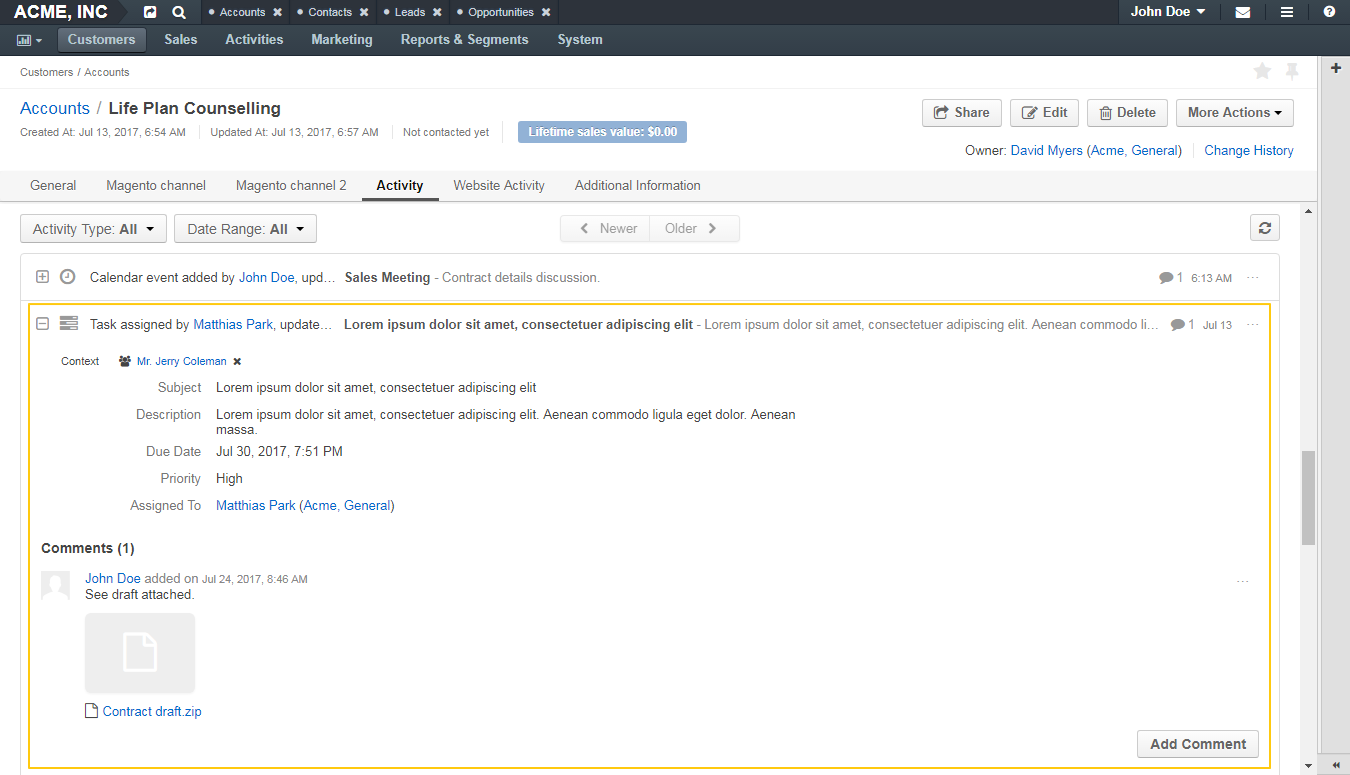 ACME, INC
Accounts
Contacts
Leads
Opportunities
John Doe
Customers Sales Activities Marketing Reports & Segments System
Customers / Accounts
Accounts / Life Plan Counselling
Share Edit Delete More Actions
Created At: Jul 13, 2017, 6:54 AM Updated At: Jul 13, 2017, 6:57 AM Not contacted yet Lifetime sales value: $0.00
Owner: David Myers (Acme, General) Change History
General Magento channel Magento channel 2 Activity Website Activity Additional Information
Activity Type: All Date Range: All Newer Older
Calendar event added by John Doe, upd... Sales Meeting - Contract details discussion. 1 6:13 AM ...
Task assigned by Matthias Park, update... Lorem ipsum dolor sit amet, consectetuer adipiscing elit - Lorem ipsum dolor sit amet, consectetuer adipiscing elit. Aenean commodo li... 1 Jul 13 ...
Context Mr. Jerry Coleman
Subject Lorem ipsum dolor sit amet, consectetuer adipiscing elit
Description Lorem ipsum dolor sit amet, consectetuer adipiscing elit. Aenean commodo ligula eget dolor. Aenean
massa.
Due Date Jul 30, 2017, 7:51 PM
Priority High
Assigned To Matthias Park (Acme, General)
Comments (1)
John Doe added on Jul 24, 2017, 8:46 AM ...
See draft attached.
Contract draft.zip
Add Comment